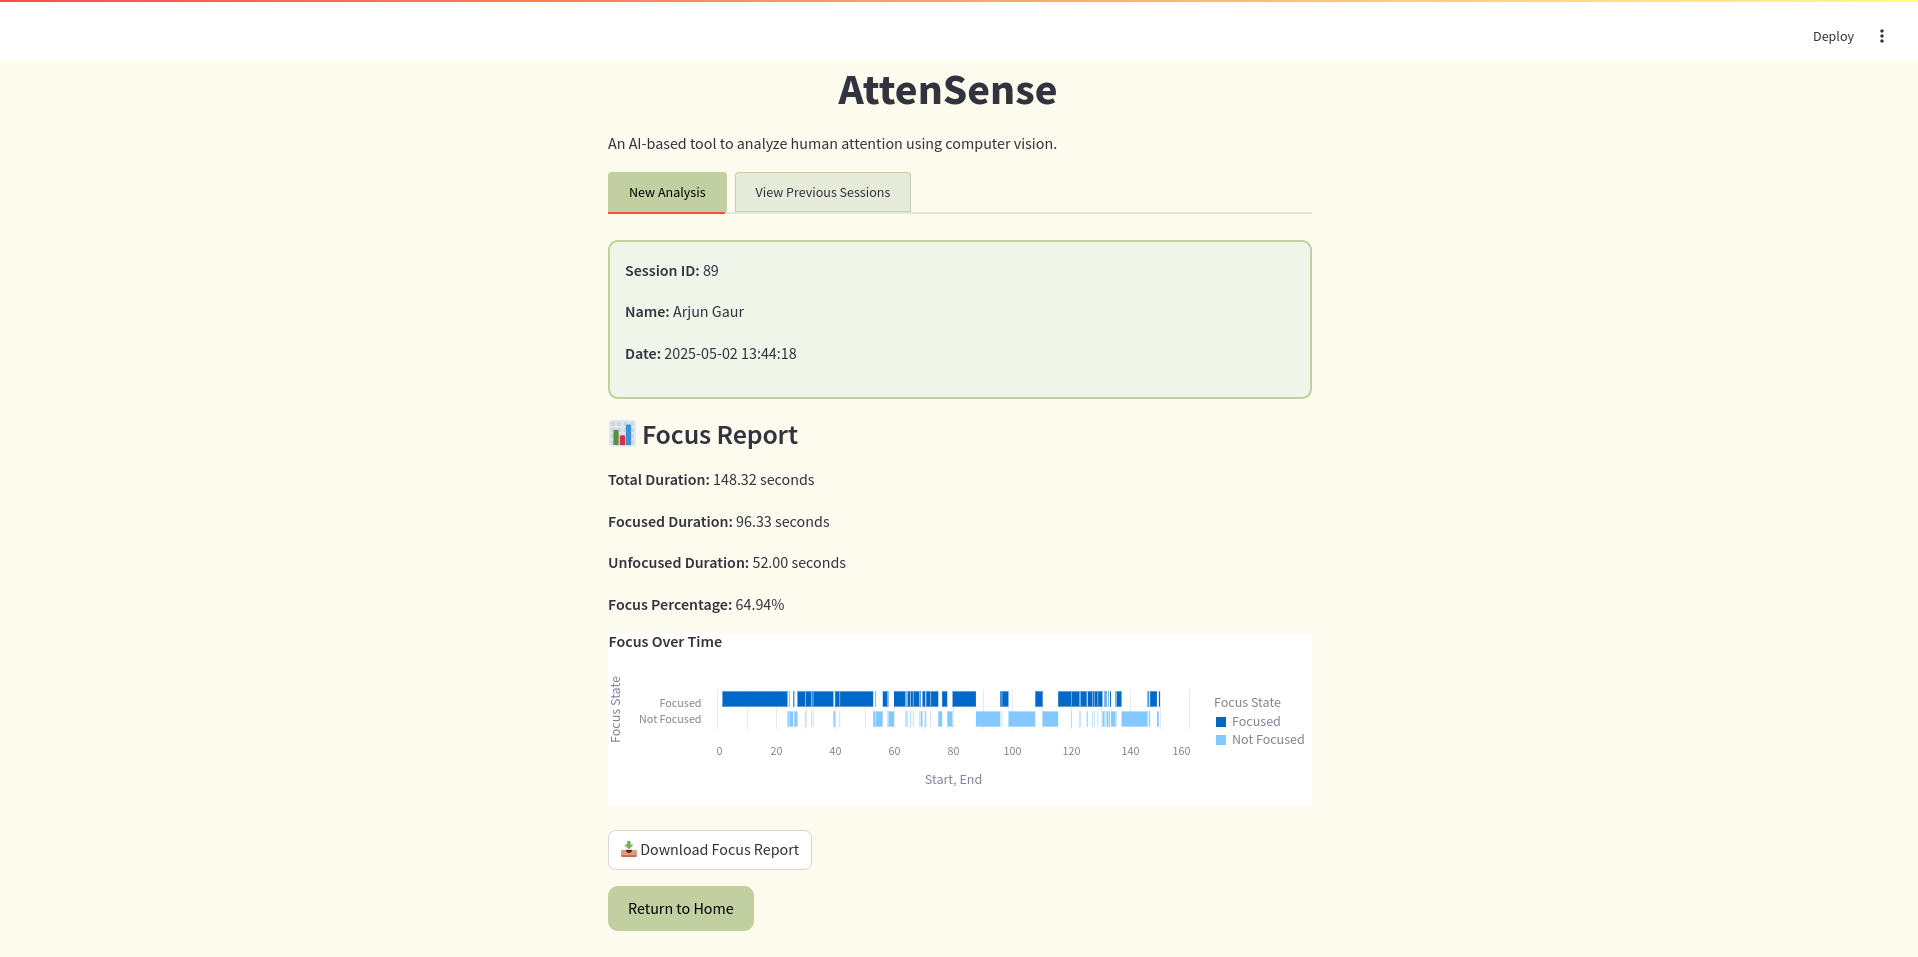 Deploy
AttenSense
An AI-based tool to analyze human attention using computer vision.
New Analysis
View Previous Sessions
Session ID: 89
Name: Arjun Gaur
Date: 2025-05-02 13:44:18
Focus Report
Total Duration: 148.32 seconds
Focused Duration: 96.33 seconds
Unfocused Duration: 52.00 seconds
Focus Percentage: 64.94%
Focus Over Time
Focus State
Focused
Not Focused
0 20 40 60 80 100 120 140 160
Start, End
Focus State
Focused
Not Focused
Download Focus Report
Return to Home